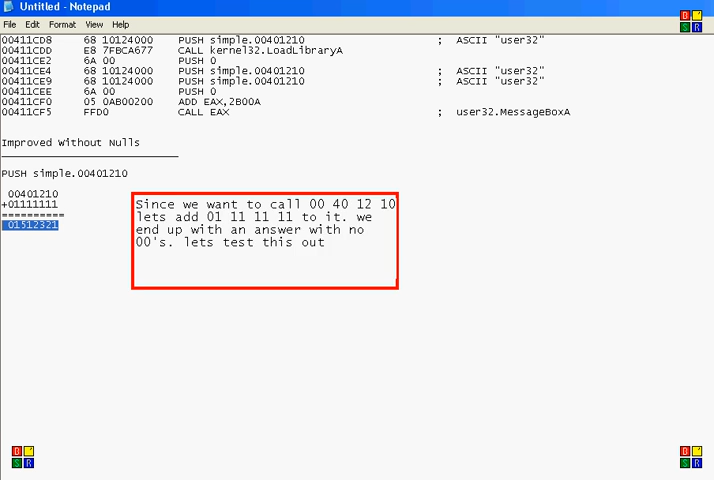 Untitled - Notepad
File Edit Format View Help
00411CD8 68 10124000 PUSH simple.00401210 ; ASCII "user32"
00411CDD E8 7FBCA677 CALL kernel32.LoadLibraryA
00411CE2 6A 00 PUSH 0
00411CE4 68 10124000 PUSH simple.00401210 ; ASCII "user32"
00411CE9 68 10124000 PUSH simple.00401210 ; ASCII "user32"
00411CEE 6A 00 PUSH 0
00411CF0 05 0AB00200 ADD EAX,2B00A
00411CF5 FFD0 CALL EAX ; user32.MessageBoxA
Improved Without Nulls
PUSH simple.00401210
00401210
+01111111
==========
01512321
Since we want to call 00 40 12 10
lets add 01 11 11 11 to it. we
end up with an answer with no
00's. lets test this out
D
S R
D
S R
D
S R